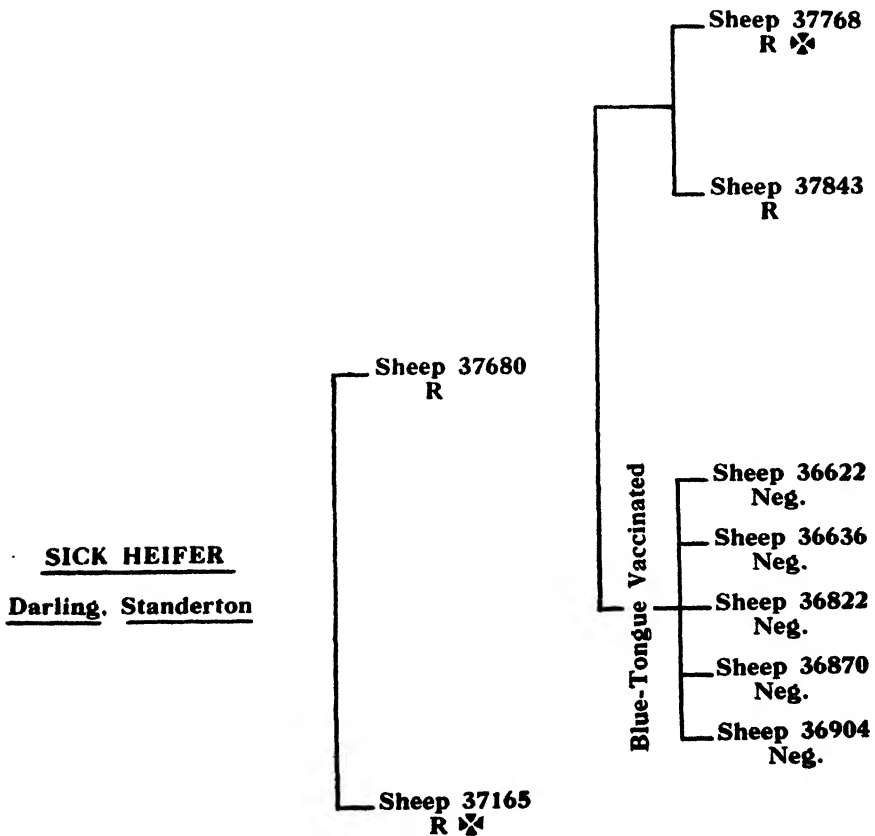 Sheep 37768
R
Sheep 37843
R
Sheep 37680
R
SICK HEIFER
Darling, Standerton
Blue-Tongue Vaccinated
Sheep 36622
Neg.
Sheep 36636
Neg.
Sheep 36822
Neg.
Sheep 36870
Neg.
Sheep 36904
Neg.
Sheep 37165
R